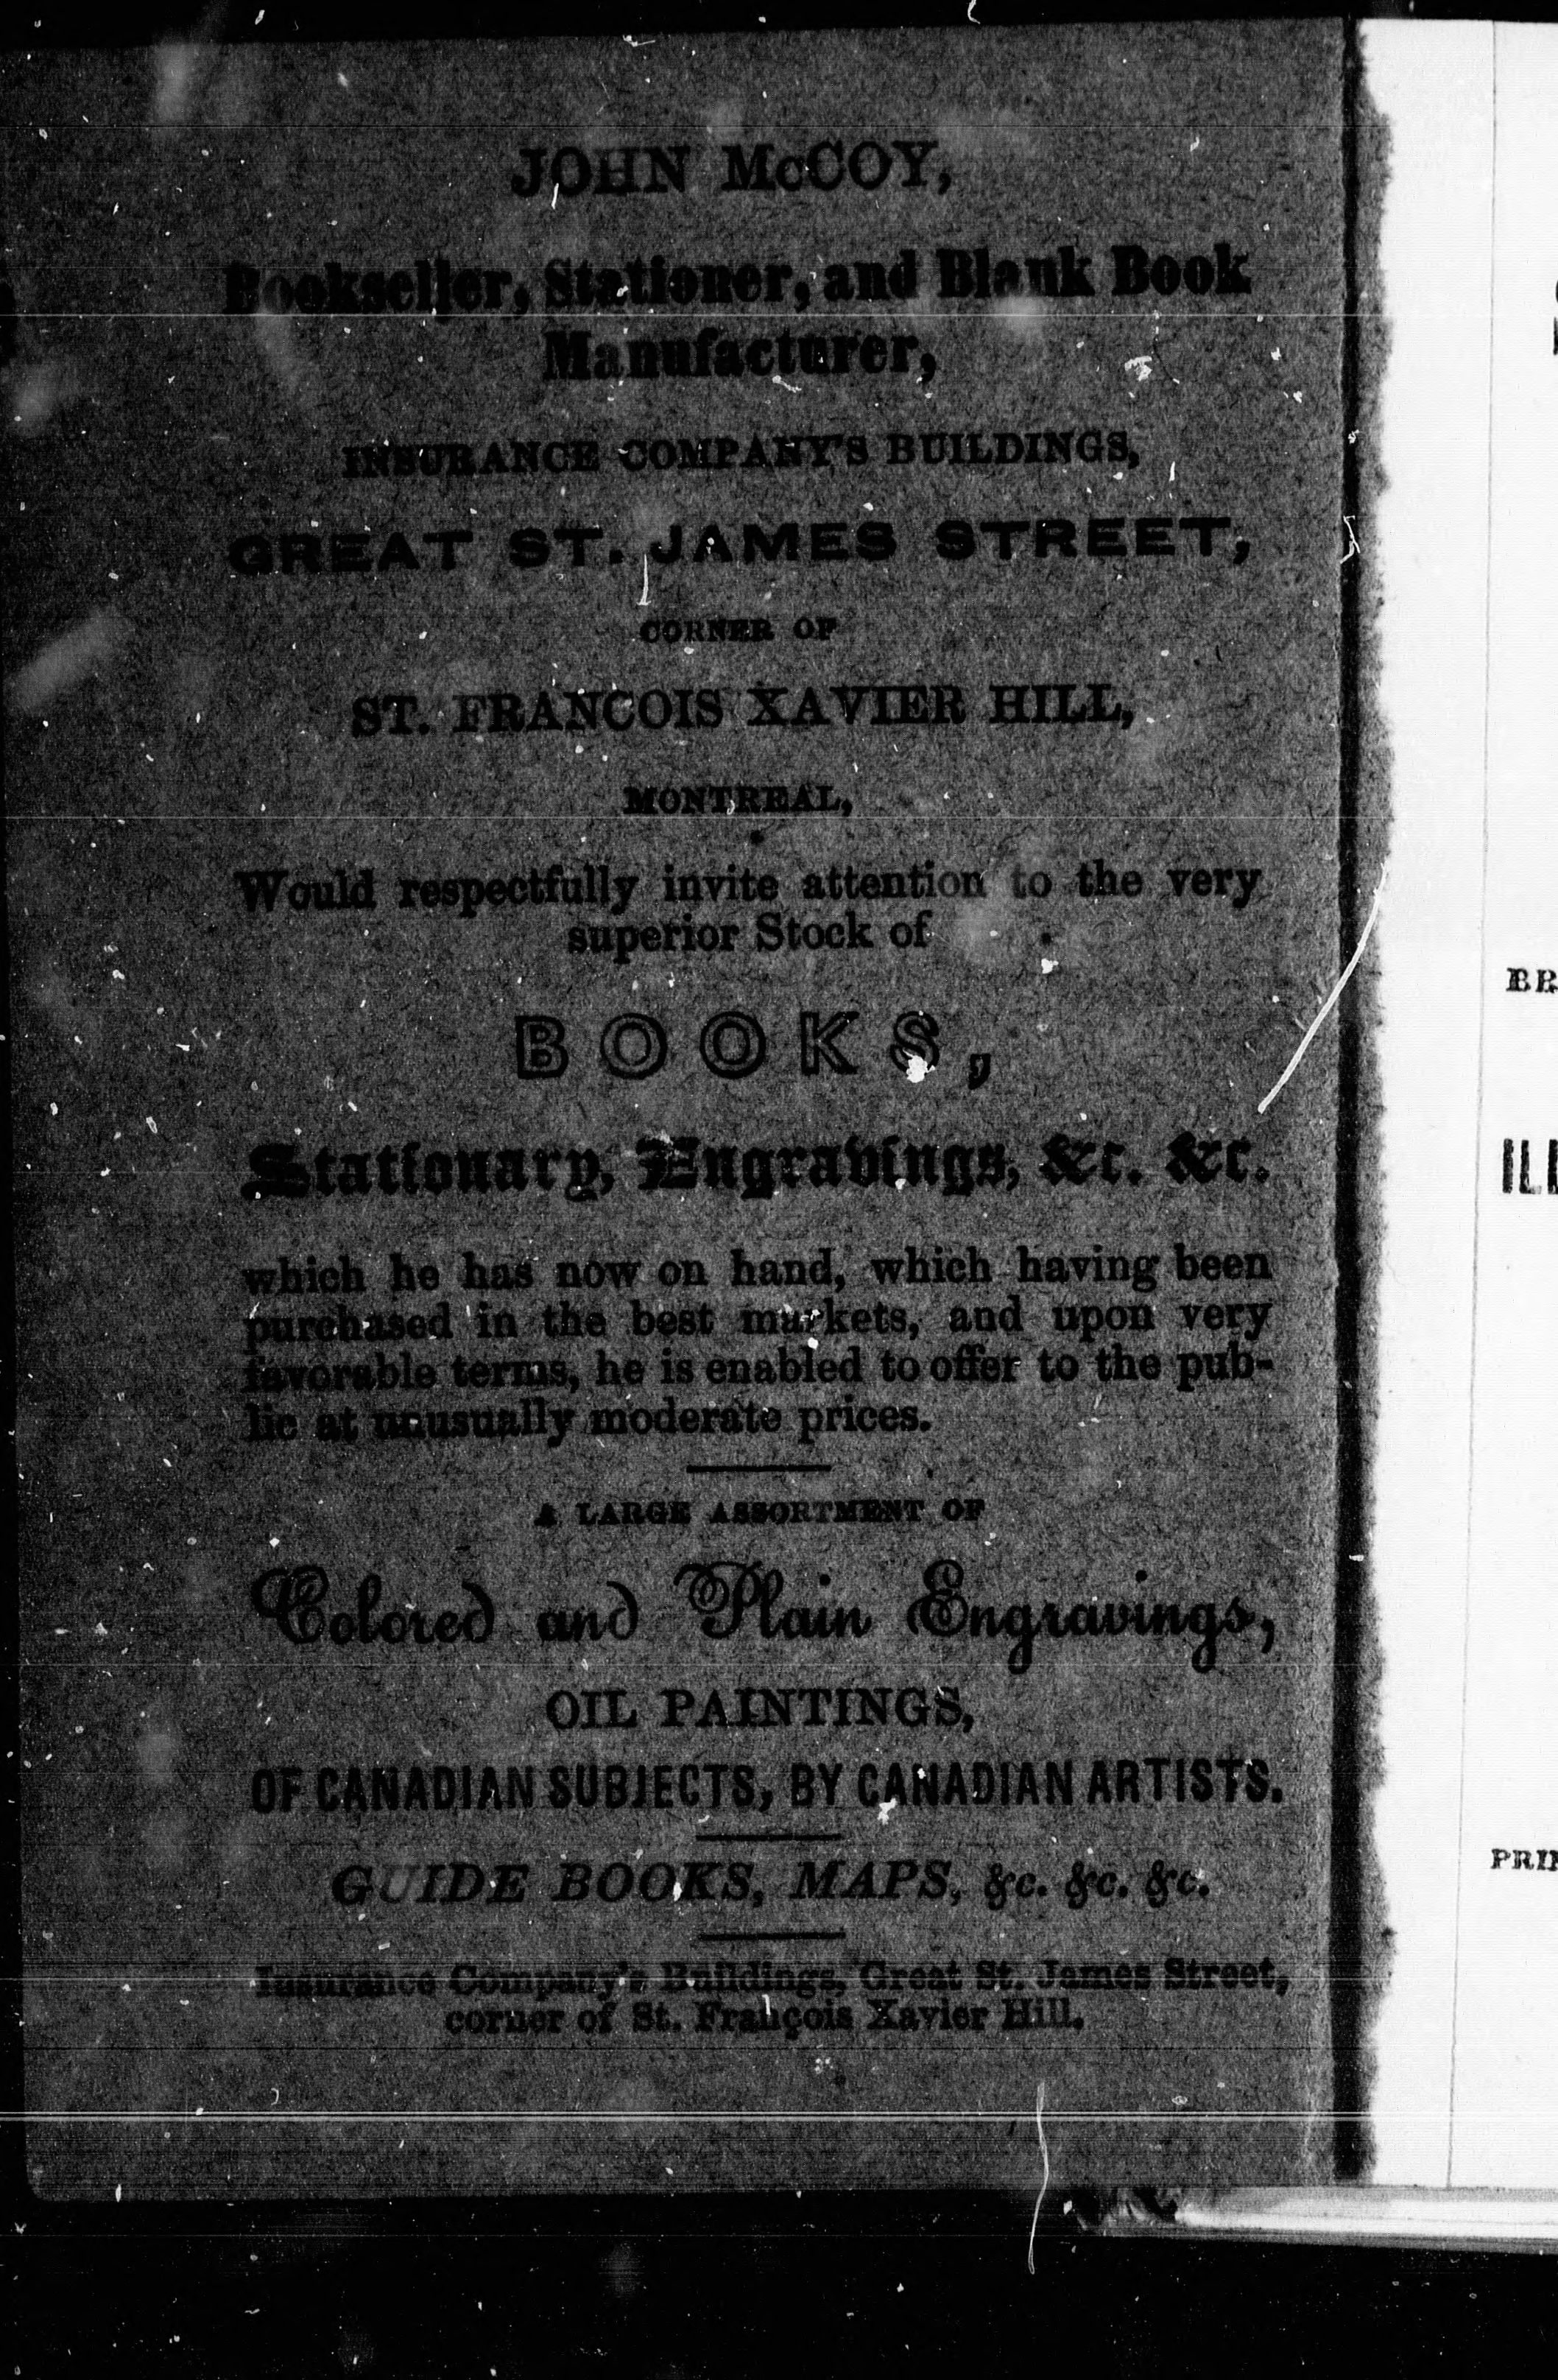 JOHN McCOY,
Bookseller, Stationer, and Blank Book
Manufacturer,
INSURANCE COMPANY'S BUILDINGS,
GREAT ST. JAMES STREET,
CORNER OF
ST. FRANCOIS XAVIER HILL,
MONTREAL,
Would respectfully invite attention to the very
superior Stock of
BOOKS,
Stationary, Engravings, &c. &c.
which he has now on hand, which having been
purchased in the best markets, and upon very
favorable terms, he is enabled to offer to the pub-
lic at unusually moderate prices.
A LARGE ASSORTMENT OF
Colored and Plain Engravings,
OIL PAINTINGS,
OF CANADIAN SUBJECTS, BY CANADIAN ARTISTS.
GUIDE BOOKS, MAPS, &c. &c. &c.
Insurance Company's Buildings, Great St. James Street,
corner of St. François Xavier Hill.